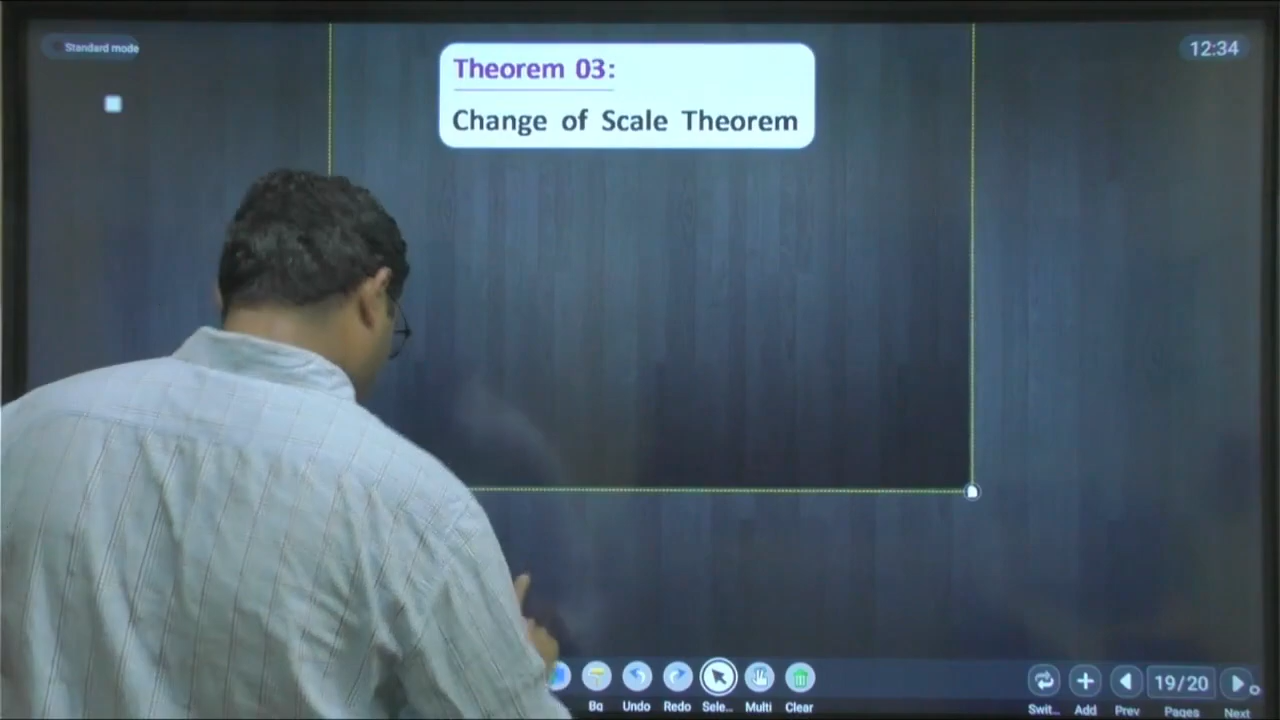 Standard mode
12:34
Theorem 03:
Change of Scale Theorem
Bg
Undo
Redo
Sele...
Multi
Clear
Swit...
Add
Prev
19/20
Pages
Next